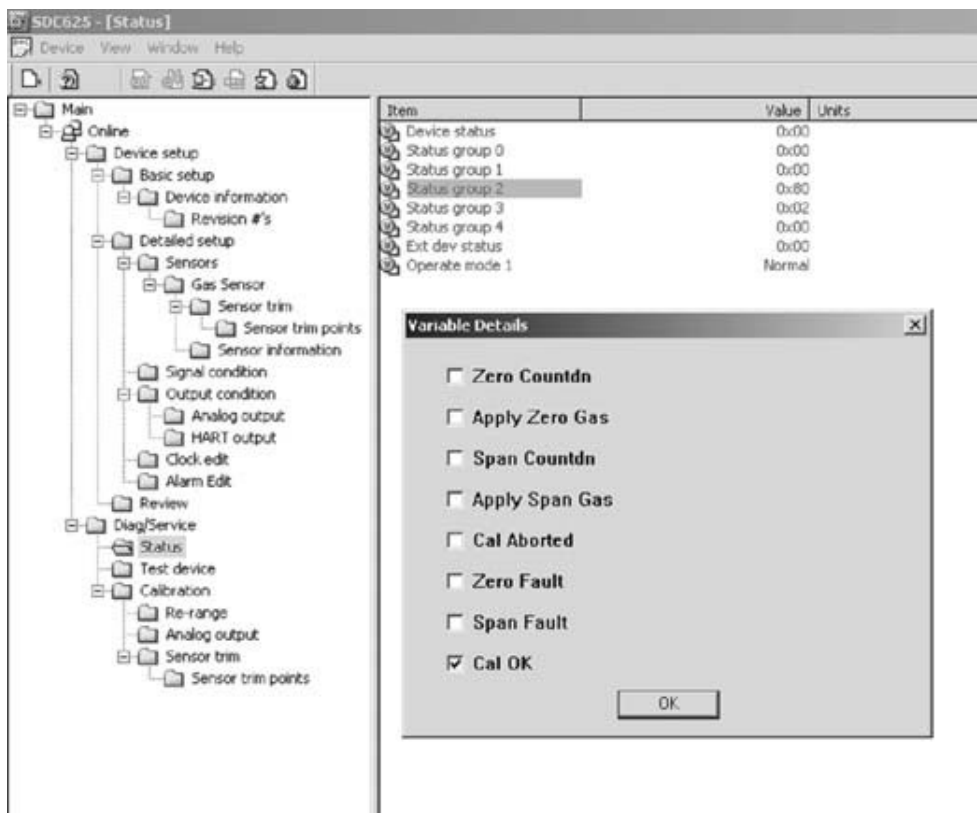 SDC625 - [Status]
Device View Window Help
Main
Online
Device setup
Basic setup
Device information
Revision #'s
Detailed setup
Sensors
Gas Sensor
Sensor trim
Sensor trim points
Sensor information
Signal condition
Output condition
Analog output
HART output
Clock edit
Alarm Edit
Review
Diag/Service
Status
Test device
Calibration
Re-range
Analog output
Sensor trim
Sensor trim points
Item Value Units
Device status 0x00
Status group 0 0x00
Status group 1 0x00
Status group 2 0x80
Status group 3 0x02
Status group 4 0x00
Ext dev status 0x00
Operate mode 1 Normal
Variable Details
Zero Countdn
Apply Zero Gas
Span Countdn
Apply Span Gas
Cal Aborted
Zero Fault
Span Fault
Cal OK
OK